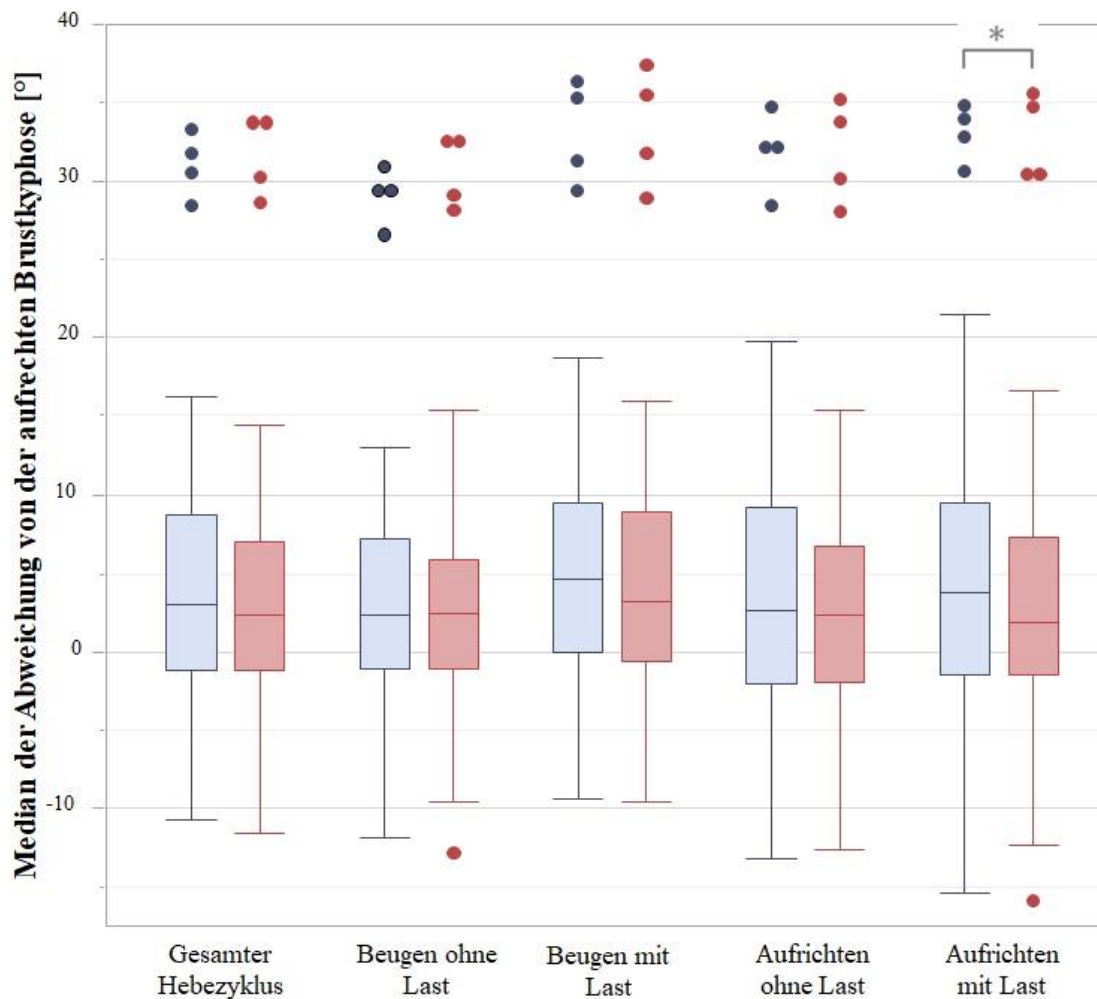 Median der Abweichung von der aufrechten Brustkyphose [°]
40
30
20
10
0
-10
*
Gesamter
Hebezyklus
Beugen ohne
Last
Beugen mit
Last
Aufrichten
ohne Last
Aufrichten
mit Last